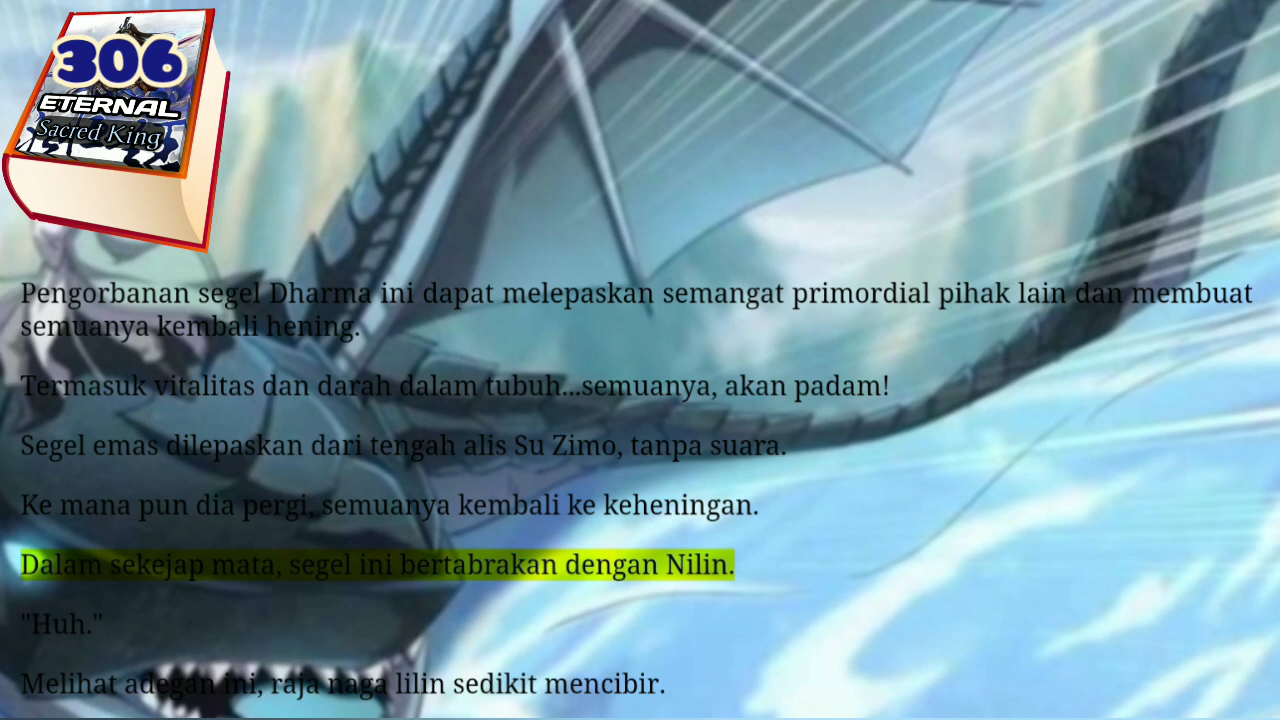 306
ETERNAL
Sacred King
Pengorbanan segel Dharma ini dapat melepaskan semangat primordial pihak lain dan membuat
semuanya kembali hening.
Termasuk vitalitas dan darah dalam tubuh...semuanya, akan padam!
Segel emas dilepaskan dari tengah alis Su Zimo, tanpa suara.
Ke mana pun dia pergi, semuanya kembali ke keheningan.
Dalam sekejap mata, segel ini bertabrakan dengan Nilin.
"Huh."
Melihat adegan ini, raja naga lilin sedikit mencibir.